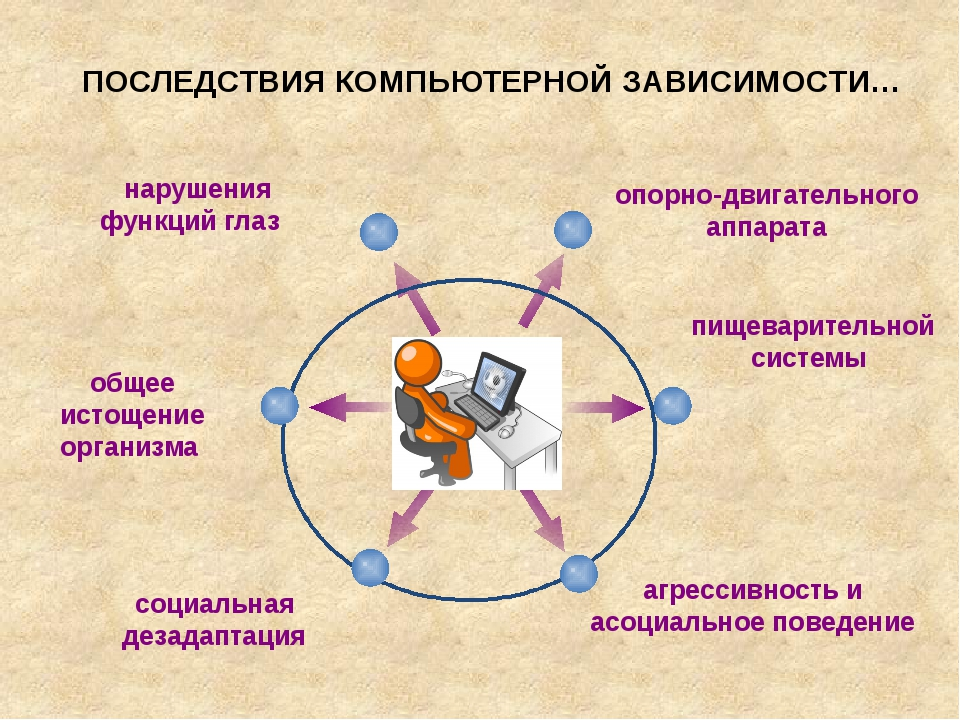 ПОСЛЕДСТВИЯ КОМПЬЮТЕРНОЙ ЗАВИСИМОСТИ…
нарушения
функций глаз
опорно-двигательного
аппарата
пищеварительной
системы
общее
истощение
организма
социальная
дезадаптация
агрессивность и
асоциальное поведение